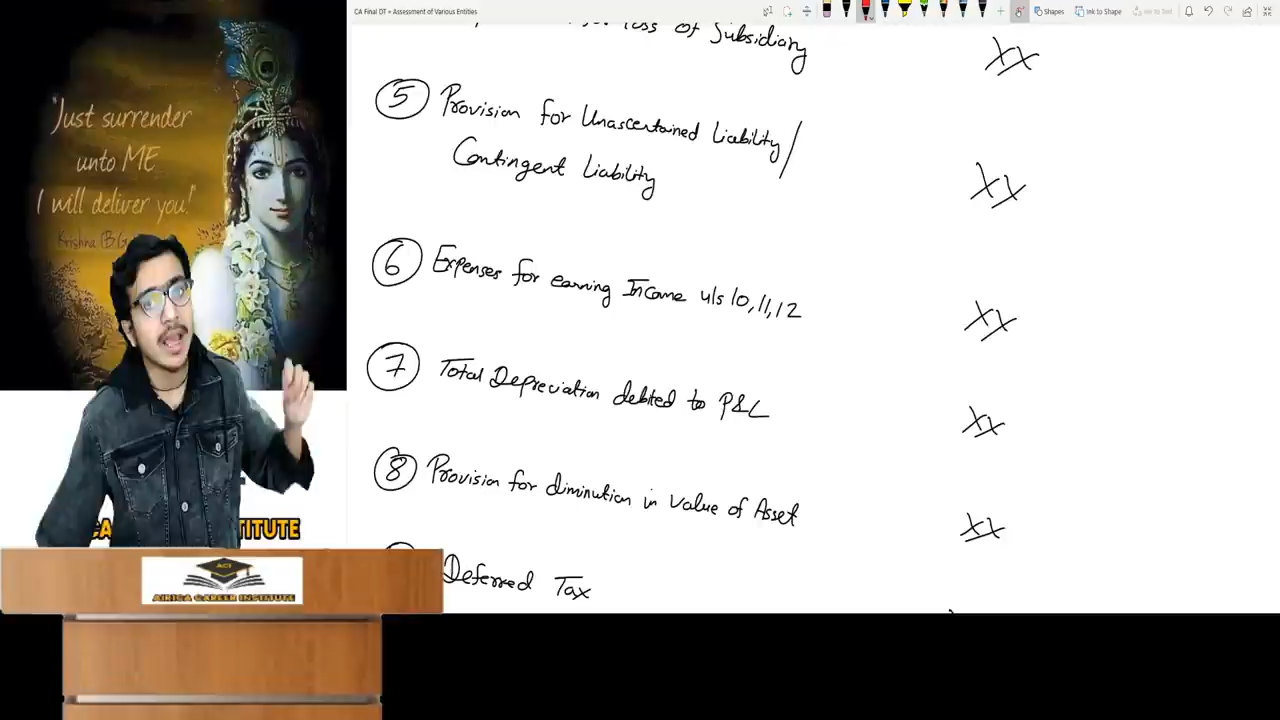 CA Final DT = Assessment of Various Entities
Shapes
Ink to Shape
"Just surrender
unto ME
I will deliver you!"
Krishna (B.G
loss of Subsidiary XX
5 Provision for Unascertained Liability/
Contingent Liability XX
6 Expenses for earning Income u/s 10,11,12 XX
7 Total Depreciation debited to P&L XX
8 Provision for diminution in value of Asset XX
Deferred Tax
CA TITUTE
ACI
AIRICA CAREER INSTITUTE